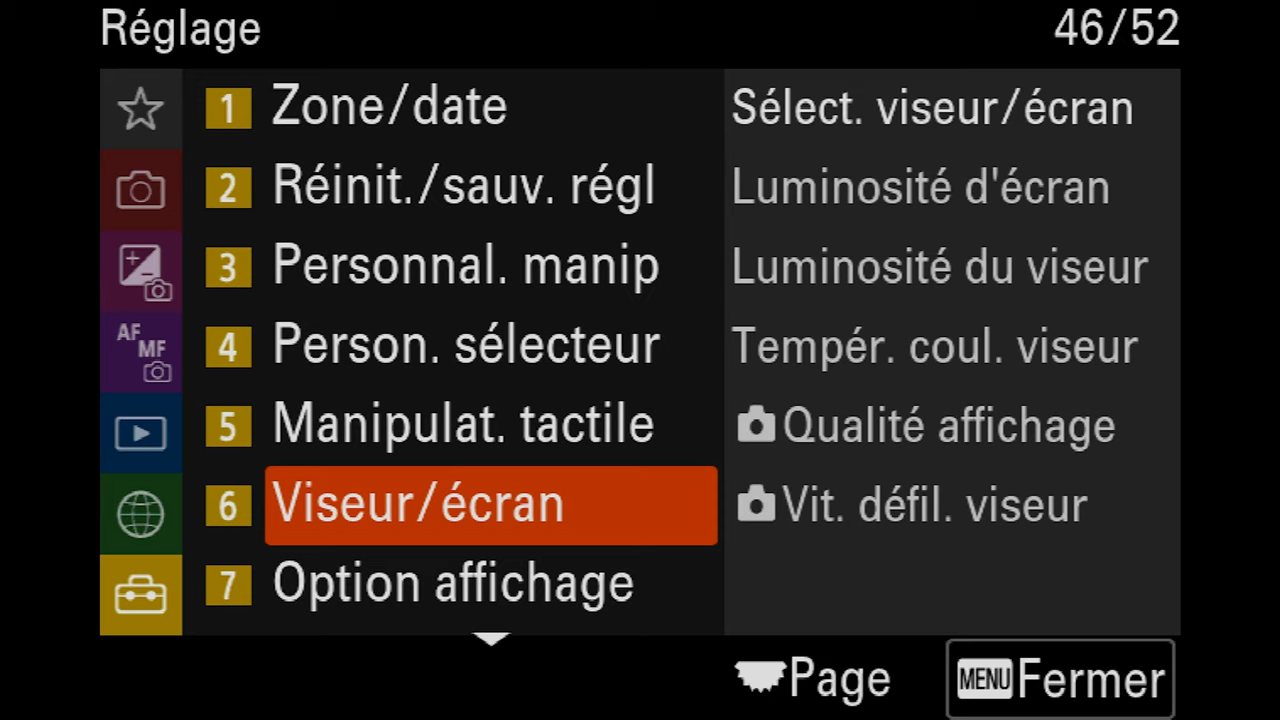 Réglage 46/52
1 Zone/date
2 Réinit./sauv. régl
3 Personnal. manip
4 Person. sélecteur
5 Manipulat. tactile
6 Viseur/écran
7 Option affichage
AF
MF
Sélect. viseur/écran
Luminosité d'écran
Luminosité du viseur
Tempér. coul. viseur
Qualité affichage
Vit. défil. viseur
Page
MENU Fermer